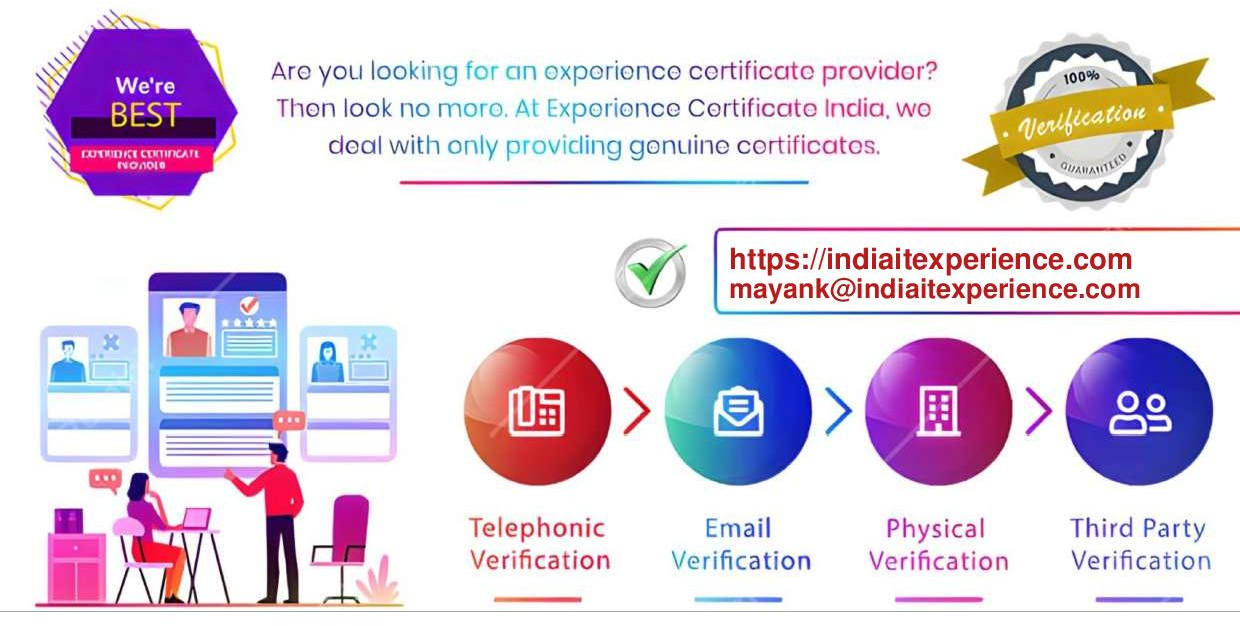 We're
BEST
EXPERIENCE CERTIFICATE
PROVIDER
Are you looking for an experience certificate provider?
Then look no more. At Experience Certificate India, we
deal with only providing genuine certificates.
100%
Verification
GUARANTEED
https://indiaitexperience.com
mayank@indiaitexperience.com
Telephonic
Verification
Email
Verification
Physical
Verification
Third Party
Verification